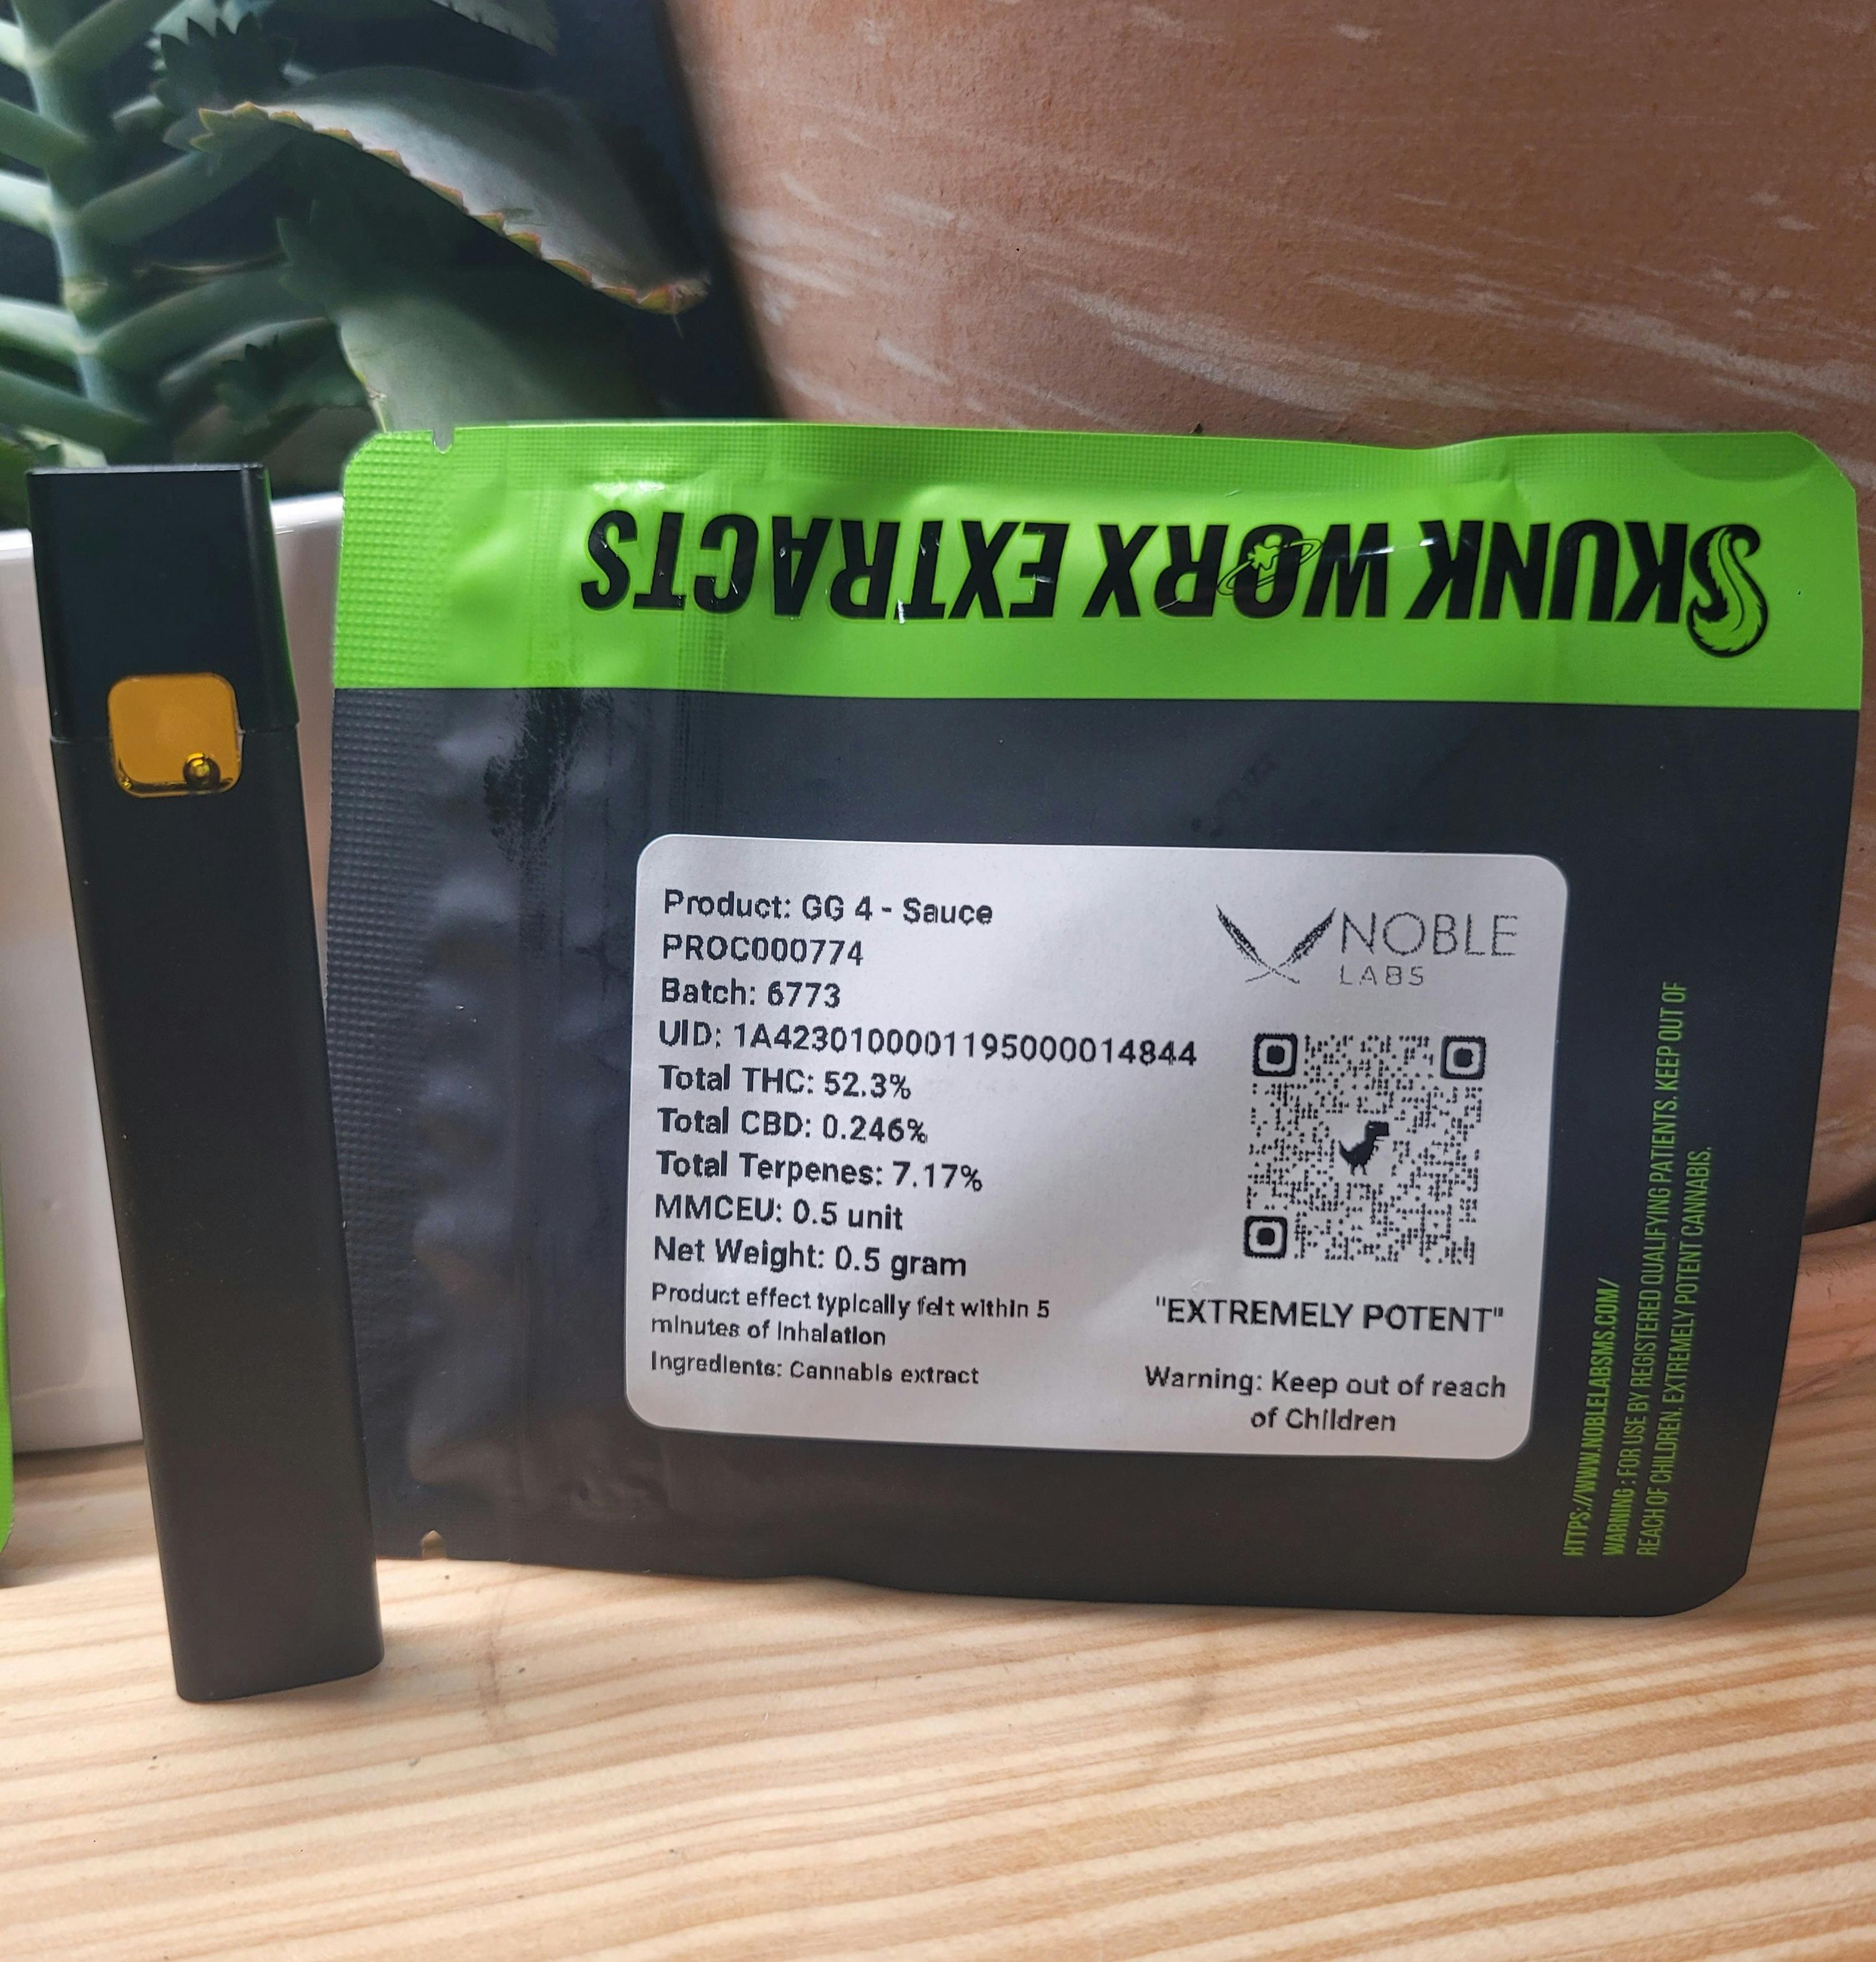 SKUNK WORX EXTRACTS
Product: GG 4 - Sauce
PROC000774
Batch: 6773
UID: 1A4230100001195000014844
Total THC: 52.3%
Total CBD: 0.246%
Total Terpenes: 7.17%
MMCEU: 0.5 unit
Net Weight: 0.5 gram
Product effect typically felt within 5
minutes of inhalation
Ingredients: Cannabis extract
NOBLE
LABS
"EXTREMELY POTENT"
Warning: Keep out of reach
of Children
HTTPS://WWW.NOBLELABSMS.COM/
WARNING : FOR USE BY REGISTERED QUALIFYING PATIENTS. KEEP OUT OF
REACH OF CHILDREN. EXTREMELY POTENT CANNABIS.